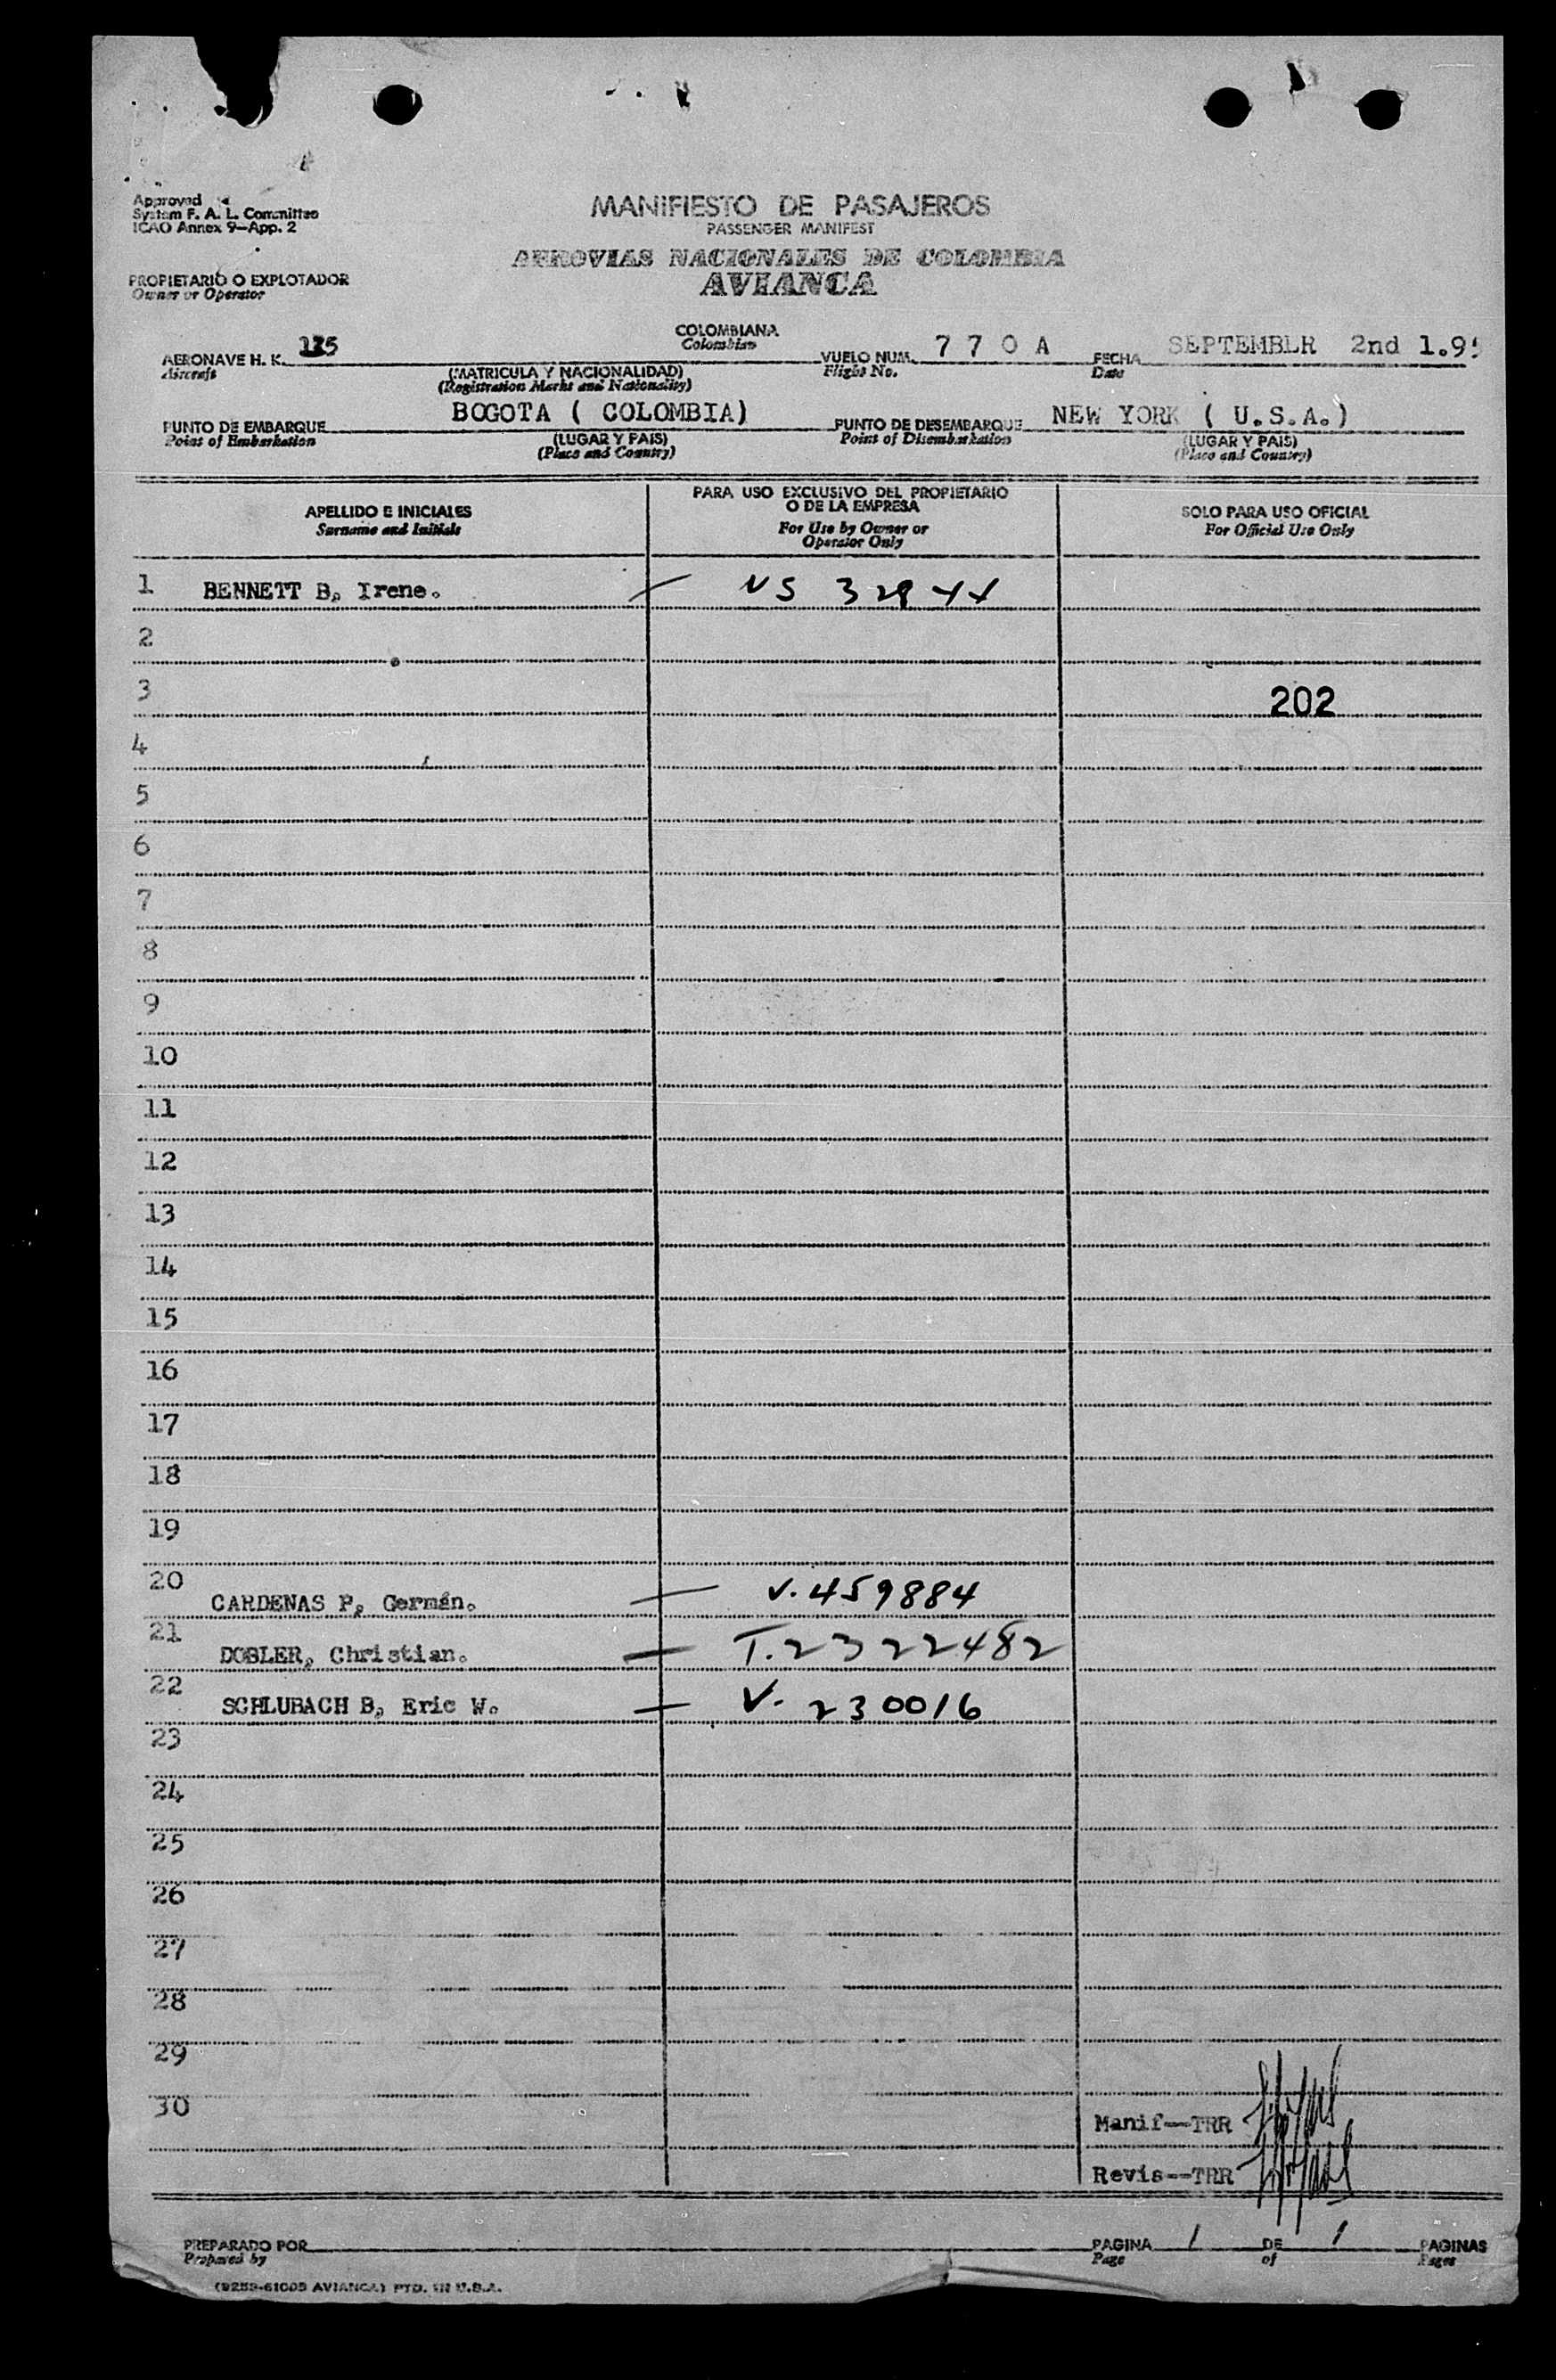 Approved
System F. A. L. Committee
ICAO Annex 9-App. 2
MANIFIESTO DE PASAJEROS
PASSENGER MANIFEST
AEROVIAS NACIONALES DE COLOMBIA
AVIANCA
PROPIETARIO O EXPLOTADOR
Owner or Operator
AERONAVE H. K.
Aircraft
COLOMBIANA
Colombian
(MATRICULA Y NACIONALIDAD)
(Registration Marks and Nationality)
VUELO NUM. 7 7 0 A
Flight No.
FECHA SEPTEMBER 2nd 1.95
Date
PUNTO DE EMBARQUE BOGOTA ( COLOMBIA)
Point of Embarkation
(LUGAR Y PAIS)
(Place and Country)
PUNTO DE DESEMBARQUE NEW YORK ( U.S.A.)
Point of Disembarkation
(LUGAR Y PAIS)
(Place and Country)
APELLIDO E INICIALES
Surname and Initials
PARA USO EXCLUSIVO DEL PROPIETARIO
O DE LA EMPRESA
For Use by Owner or
Operator Only
SOLO PARA USO OFICIAL
For Official Use Only
1 BENNETT B, Irene.
2
3 202
4
5
6
7
8
9
10
11
12
13
14
15
16
17
18
19
20 CARDENAS P, Germán. V. 459884
21 DOBLER, Christian. T. 2322482
22 SCHLUBACH B, Eric W. V. 230016
23
24
25
26
27
28
29
30
Manif--TRR
Revis--TRR
PREPARADO POR
Prepared by
PAGINA 1 DE 1 PAGINAS
Page of Pages
(9253-61005 AVIANCA) PTD. IN U.S.A.